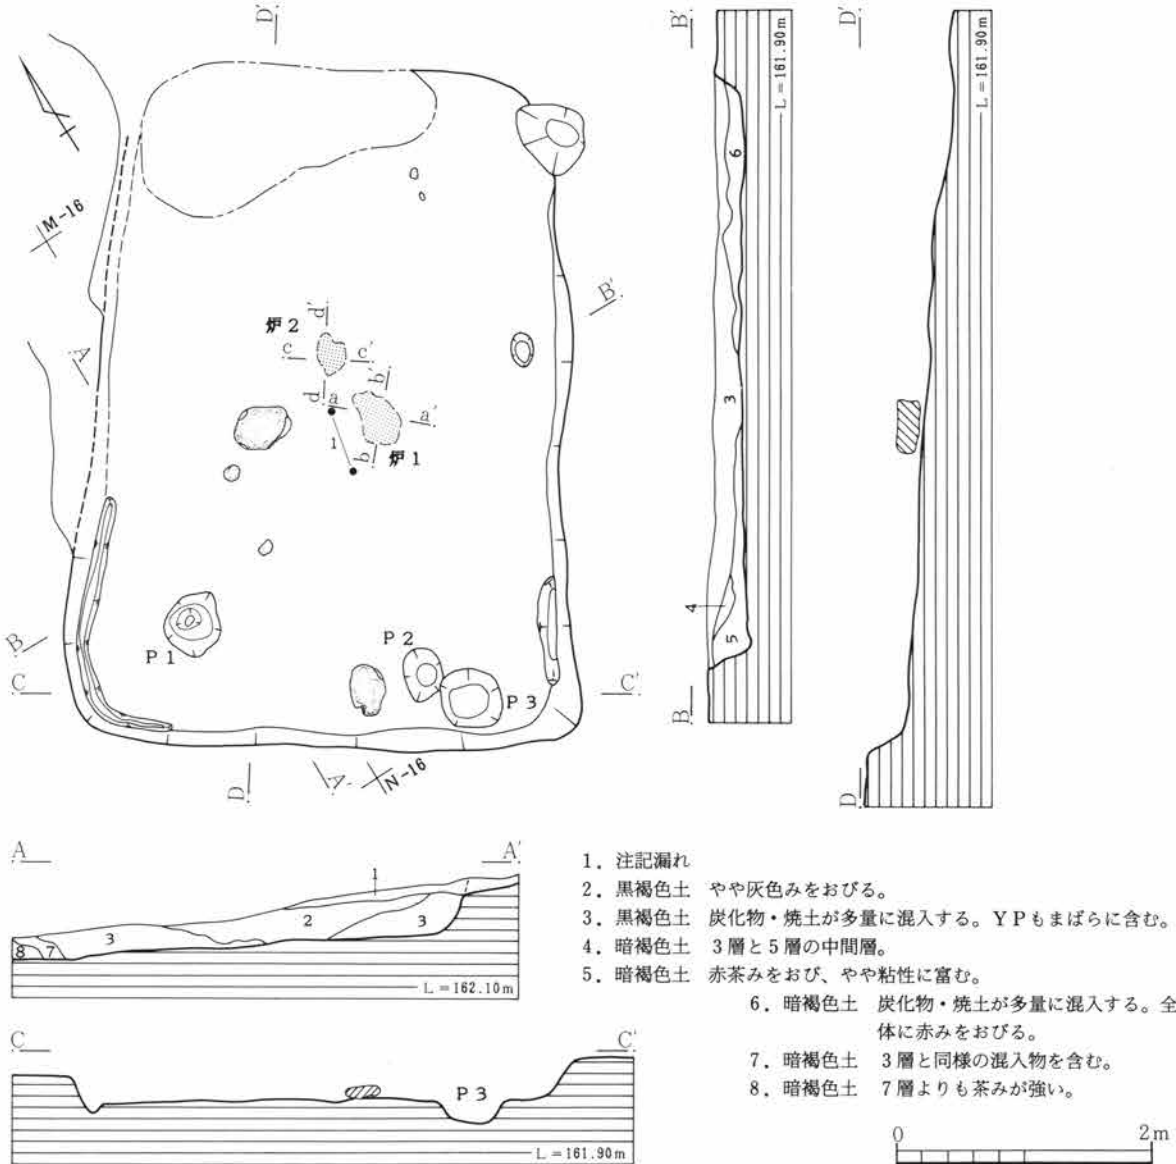 D′
B′
D′
L=161.90m
L=161.90m
6
M-16
B′
d′
炉2
A
c
c′
b′
d
a
a′
3
1
b
炉1
4
B
P1
P2
5
C
C′
P3
D
A′
N-16
B
D
A
A′
1
2
3
3
8
7
L=162.10m
C
C′
P3
L=161.90m
1．注記漏れ
2．黒褐色土　やや灰色みをおびる。
3．黒褐色土　炭化物・焼土が多量に混入する。YPもまばらに含む。
4．暗褐色土　3層と5層の中間層。
5．暗褐色土　赤茶みをおび、やや粘性に富む。
6．暗褐色土　炭化物・焼土が多量に混入する。全
体に赤みをおびる。
7．暗褐色土　3層と同様の混入物を含む。
8．暗褐色土　7層よりも茶みが強い。
0
2m